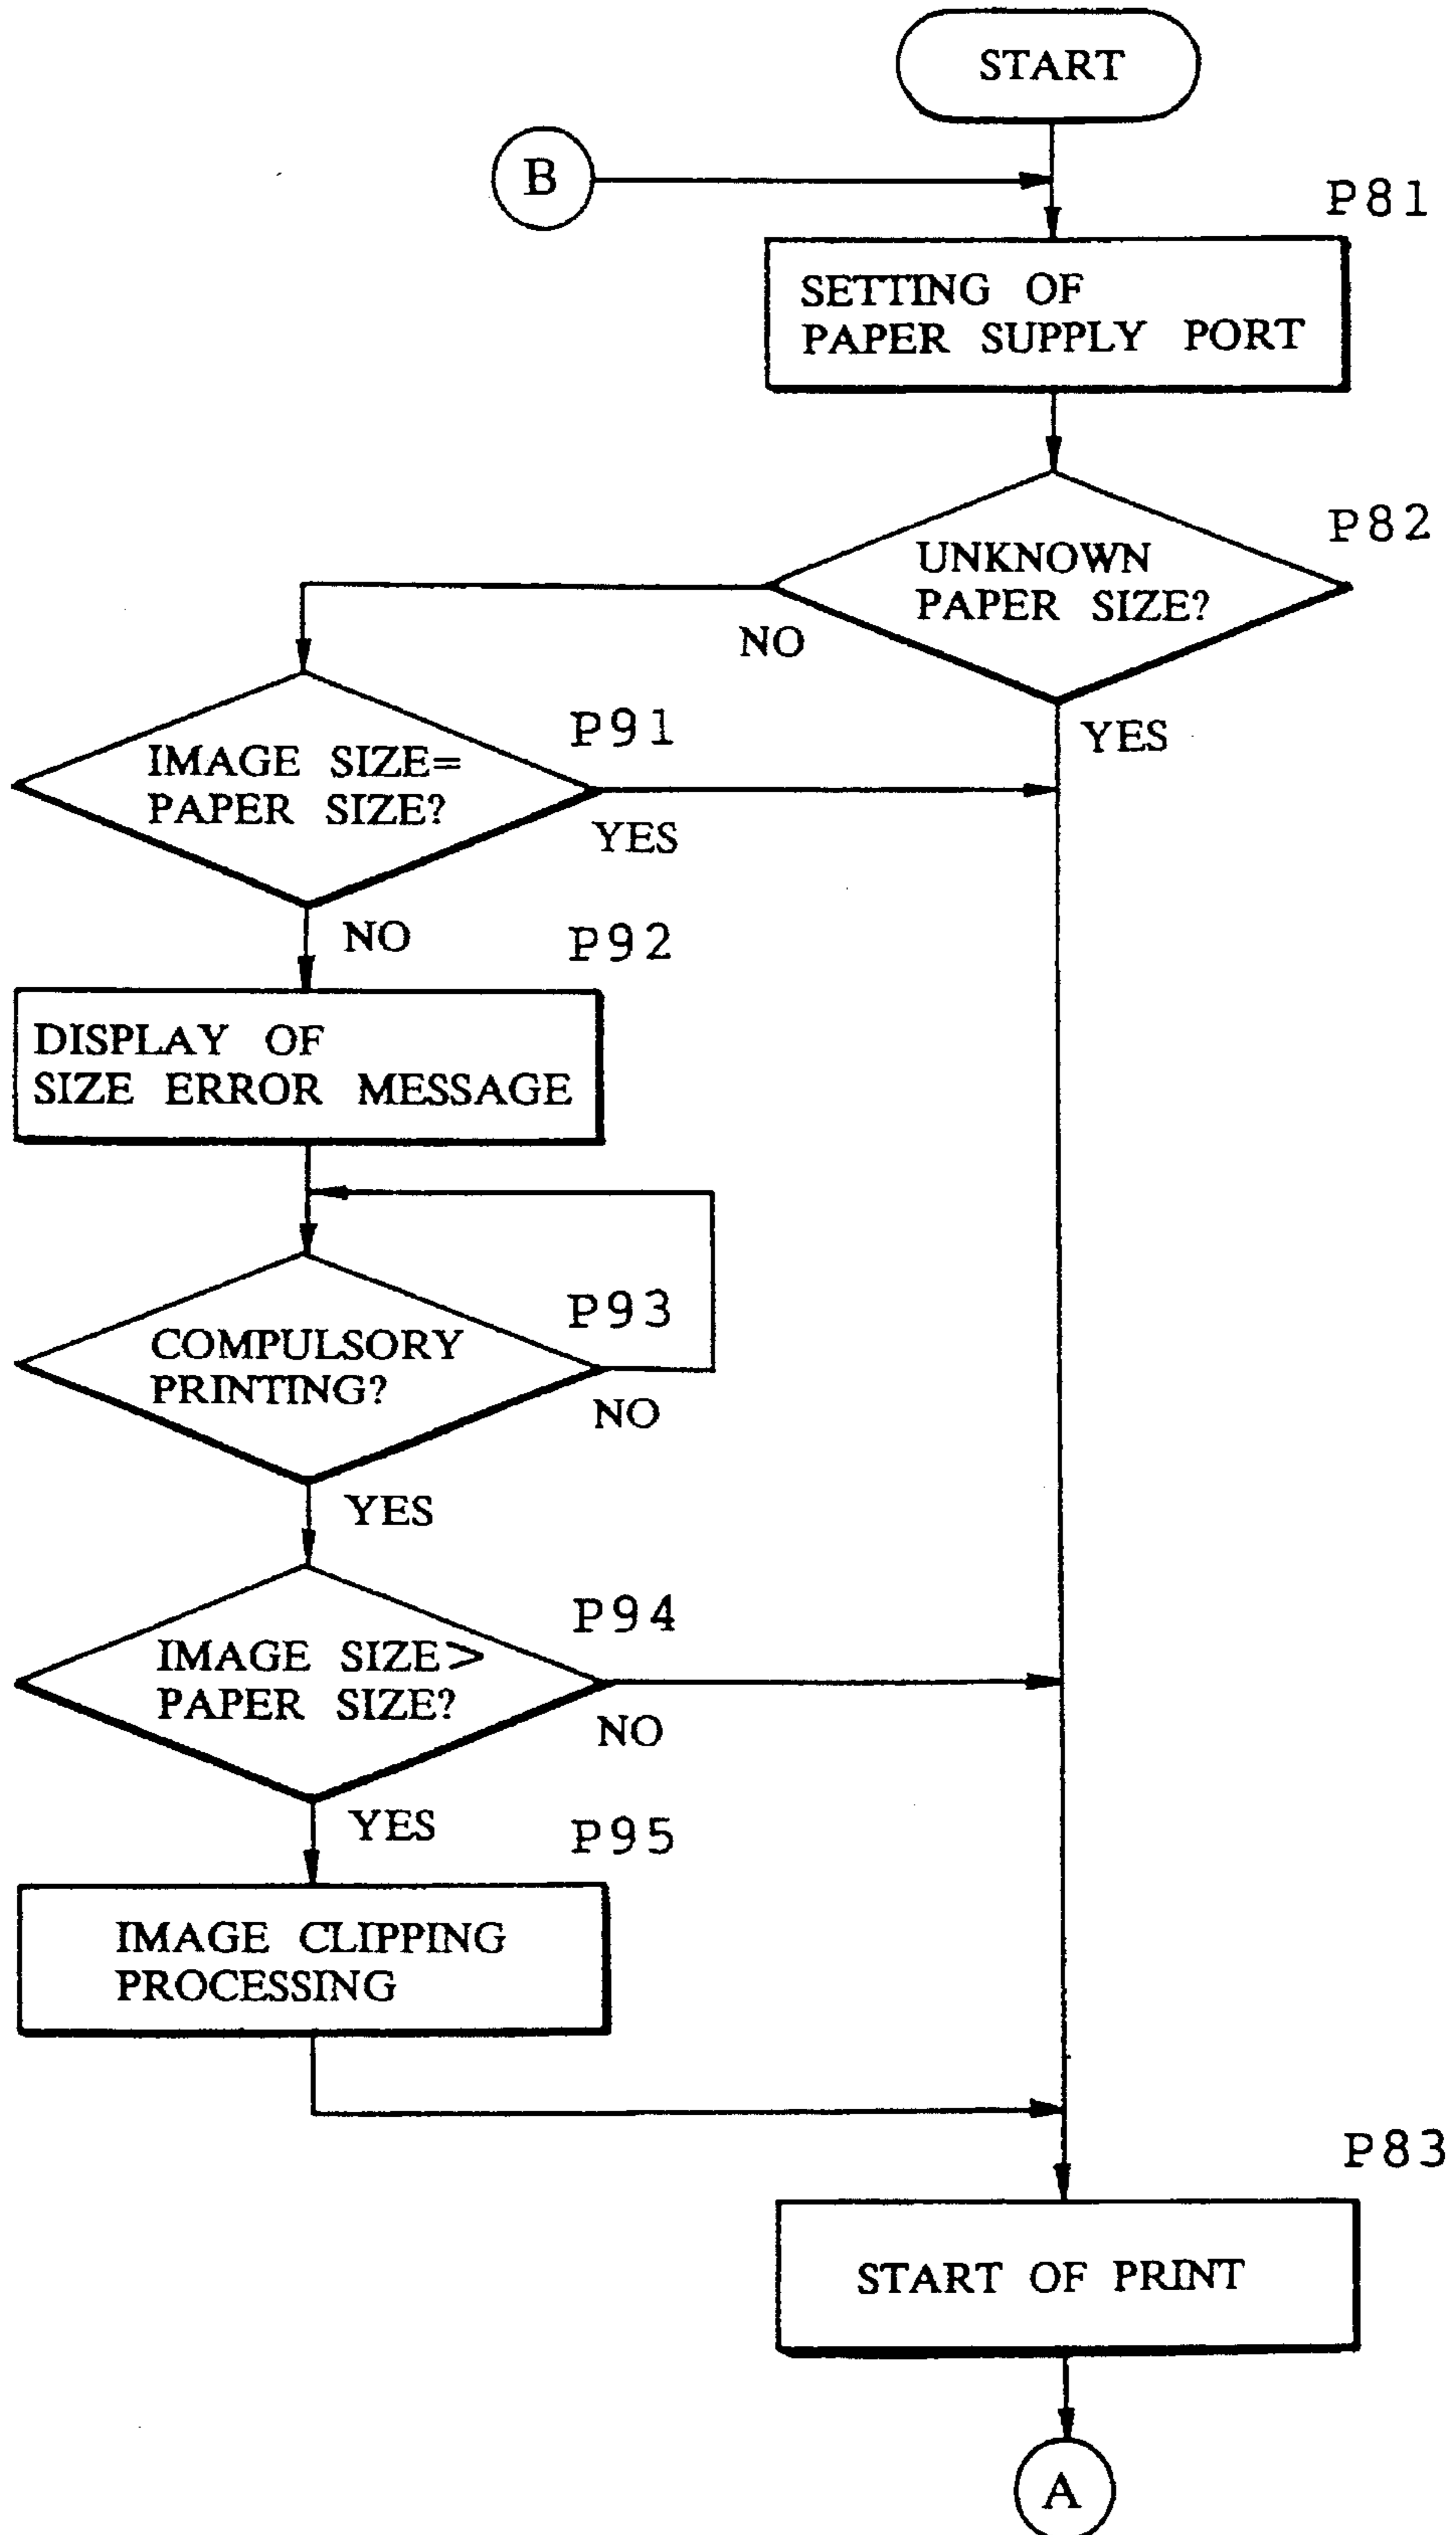 START
B
P81
SETTING OF
PAPER SUPPLY PORT
P82
UNKNOWN
PAPER SIZE?
NO
YES
P91
IMAGE SIZE=
PAPER SIZE?
YES
NO
P92
DISPLAY OF
SIZE ERROR MESSAGE
P93
COMPULSORY
PRINTING?
NO
YES
P94
IMAGE SIZE>
PAPER SIZE?
NO
YES
P95
IMAGE CLIPPING
PROCESSING
P83
START OF PRINT
A